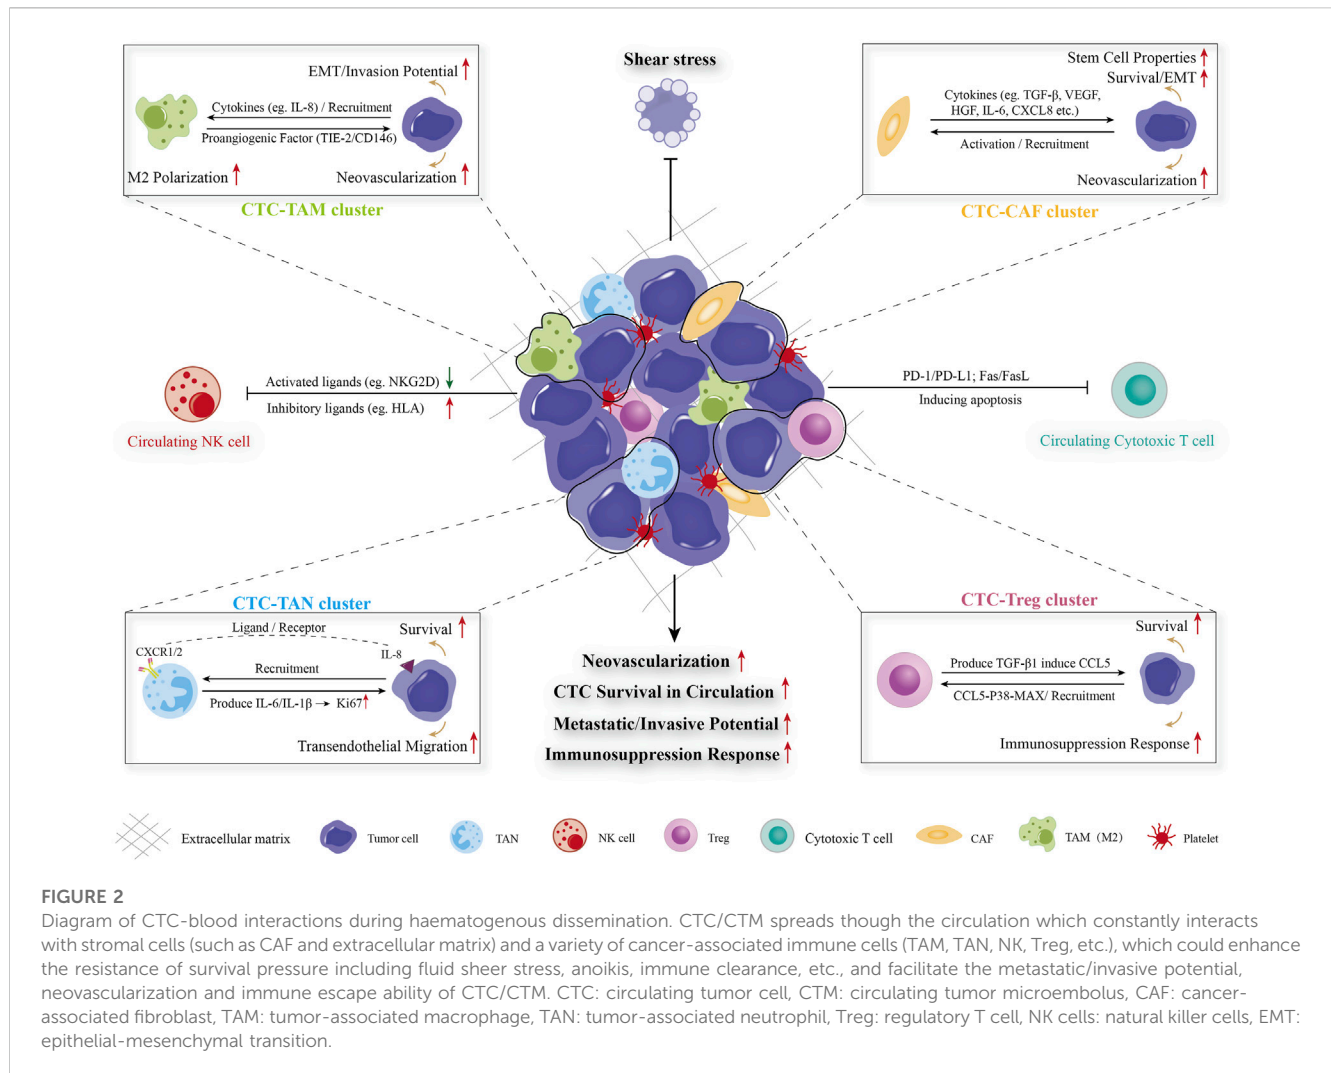 EMT/Invasion Potential
Cytokines (eg. IL-8) / Recruitment
Proangiogenic Factor (TIE-2/CD146)
M2 Polarization
Neovascularization
CTC-TAM cluster
Shear stress
Stem Cell Properties
Survival/EMT
Cytokines (eg. TGF-β, VEGF,
HGF, IL-6, CXCL8 etc.)
Activation / Recruitment
Neovascularization
CTC-CAF cluster
Activated ligands (eg. NKG2D)
Inhibitory ligands (eg. HLA)
Circulating NK cell
PD-1/PD-L1; Fas/FasL
Inducing apoptosis
Circulating Cytotoxic T cell
CTC-TAN cluster
Ligand / Receptor
Survival
CXCR1/2
IL-8
Recruitment
Produce IL-6/IL-1β → Ki67
Transendothelial Migration
Neovascularization
CTC Survival in Circulation
Metastatic/Invasive Potential
Immunosuppression Response
CTC-Treg cluster
Survival
Produce TGF-β1 induce CCL5
CCL5-P38-MAX/ Recruitment
Immunosuppression Response
Extracellular matrix
Tumor cell
TAN
NK cell
Treg
Cytotoxic T cell
CAF
TAM (M2)
Platelet
FIGURE 2
Diagram of CTC-blood interactions during haematogenous dissemination. CTC/CTM spreads though the circulation which constantly interacts
with stromal cells (such as CAF and extracellular matrix) and a variety of cancer-associated immune cells (TAM, TAN, NK, Treg, etc.), which could enhance
the resistance of survival pressure including fluid sheer stress, anoikis, immune clearance, etc., and facilitate the metastatic/invasive potential,
neovascularization and immune escape ability of CTC/CTM. CTC: circulating tumor cell, CTM: circulating tumor microembolus, CAF: cancer-
associated fibroblast, TAM: tumor-associated macrophage, TAN: tumor-associated neutrophil, Treg: regulatory T cell, NK cells: natural killer cells, EMT:
epithelial-mesenchymal transition.